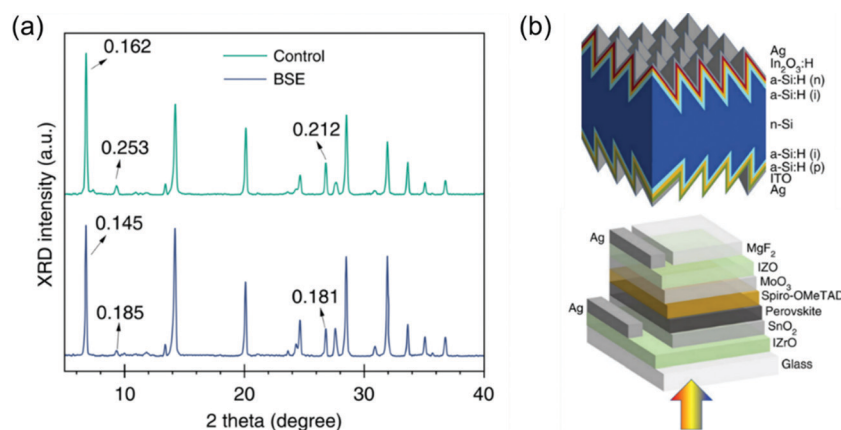 (a)
0.162
Control
BSE
0.253
0.212
0.145
0.185
0.181
XRD intensity (a.u.)
10
20
30
40
2 theta (degree)
(b)
Ag
In₂O₃:H
a-Si:H (n)
a-Si:H (i)
n-Si
a-Si:H (i)
a-Si:H (p)
ITO
Ag
Ag
MgF₂
IZO
MoO₃
Spiro-OMeTAD
Ag
Perovskite
SnO₂
IZrO
Glass